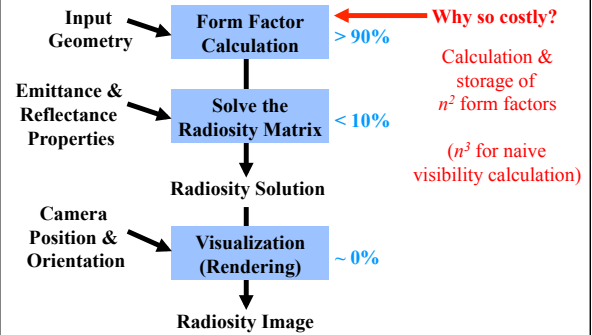 Input
Geometry
Form Factor
Calculation
> 90%
Why so costly?
Calculation &
storage of
n² form factors
(n³ for naive
visibility calculation)
Emittance &
Reflectance
Properties
Solve the
Radiosity Matrix
< 10%
Radiosity Solution
Camera
Position &
Orientation
Visualization
(Rendering)
~ 0%
Radiosity Image